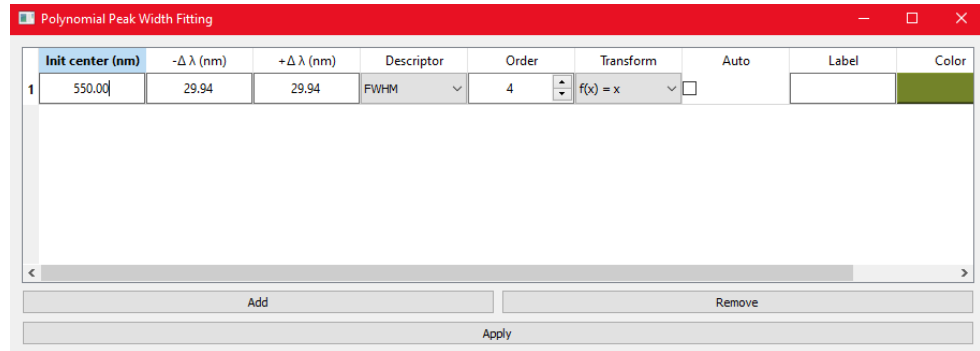 Polynomial Peak Width Fitting
Init center (nm) -Δ λ (nm) +Δ λ (nm) Descriptor Order Transform Auto Label Color
1 550.00 29.94 29.94 FWHM 4 f(x) = x
Add Remove
Apply